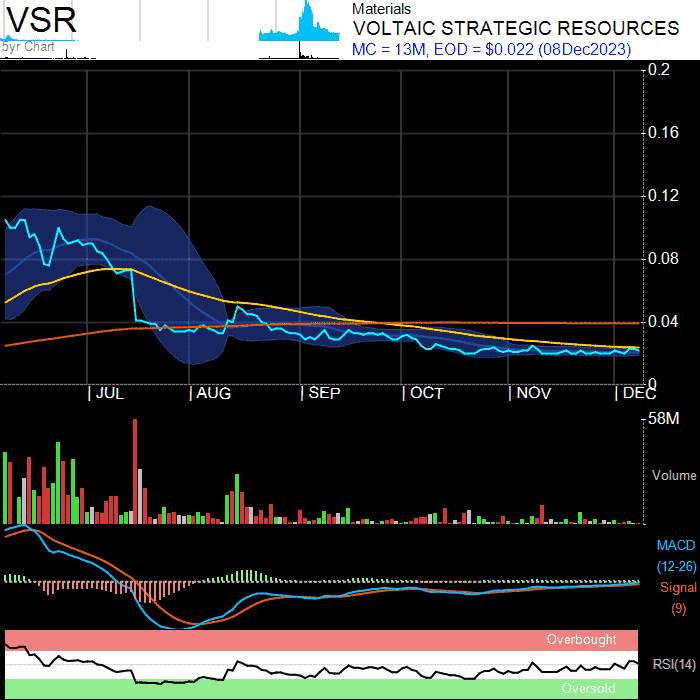 VSR
5yr Chart
Materials
VOLTAIC STRATEGIC RESOURCES
MC = 13M, EOD = $0.022 (08Dec2023)
0.2
0.16
0.12
0.08
0.04
0
JUL AUG SEP OCT NOV DEC
58M
Volume
MACD
(12-26)
Signal
(9)
Overbought
RSI(14)
Oversold